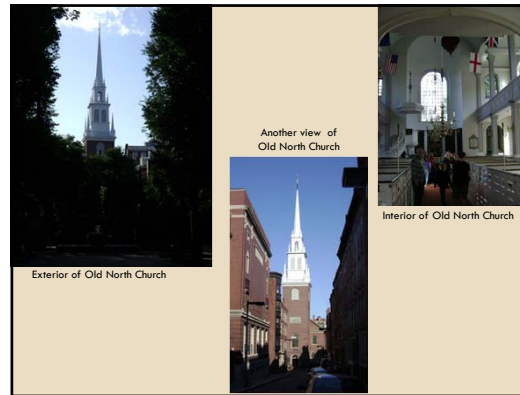 Another view of
Old North Church
Interior of Old North Church
Exterior of Old North Church